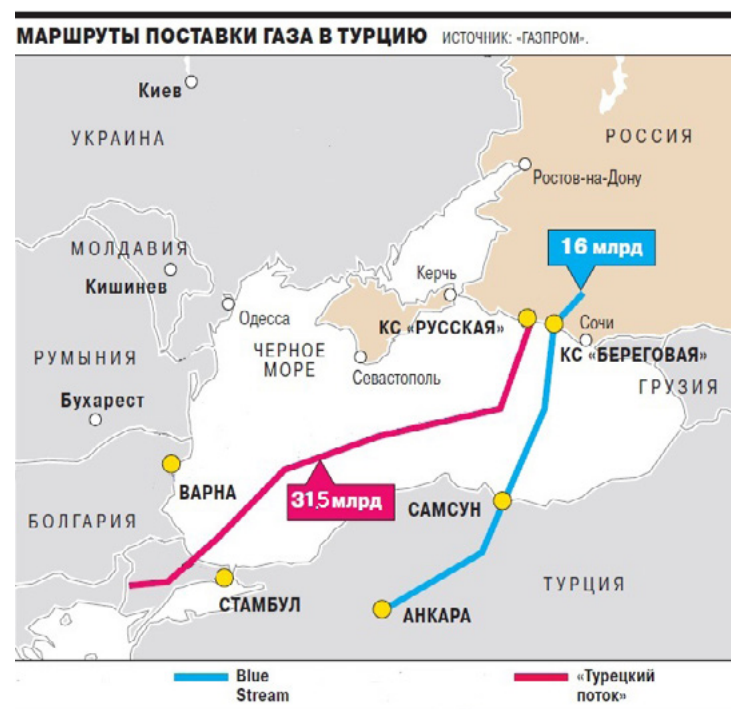 МАРШРУТЫ ПОСТАВКИ ГАЗА В ТУРЦИЮ ИСТОЧНИК: «ГАЗПРОМ».
Киев
УКРАИНА
РОССИЯ
Ростов-на-Дону
МОЛДАВИЯ
16 млрд
Кишинев
Керчь
Одесса
КС «РУССКАЯ»
Сочи
ЧЕРНОЕ
МОРЕ
КС «БЕРЕГОВАЯ»
РУМЫНИЯ
Севастополь
ГРУЗИЯ
Бухарест
ВАРНА
31,5 млрд
САМСУН
БОЛГАРИЯ
ТУРЦИЯ
СТАМБУЛ
АНКАРА
Blue
Stream
«Турецкий
поток»